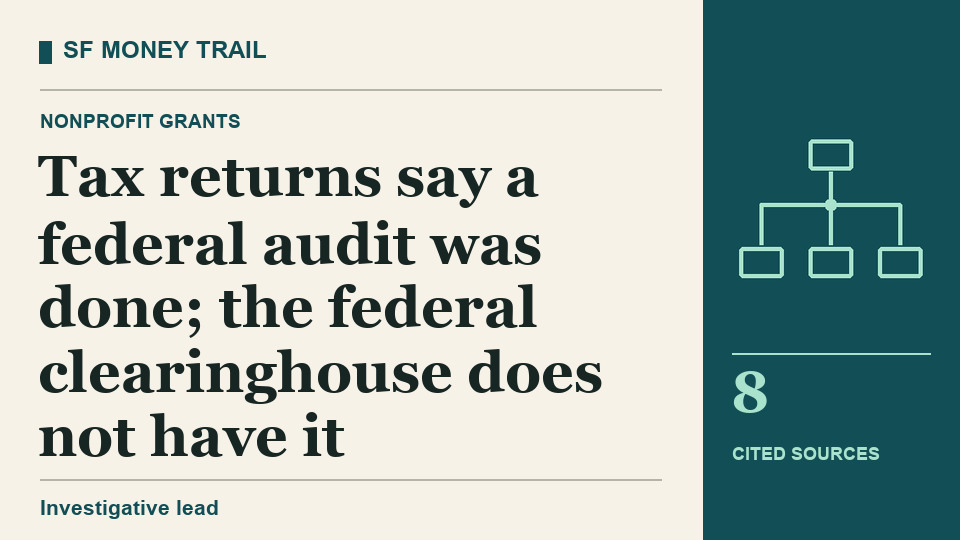 SF MONEY TRAIL
NONPROFIT GRANTS
Tax returns say a
federal audit was
done; the federal
clearinghouse does
not have it
Investigative lead
8
CITED SOURCES